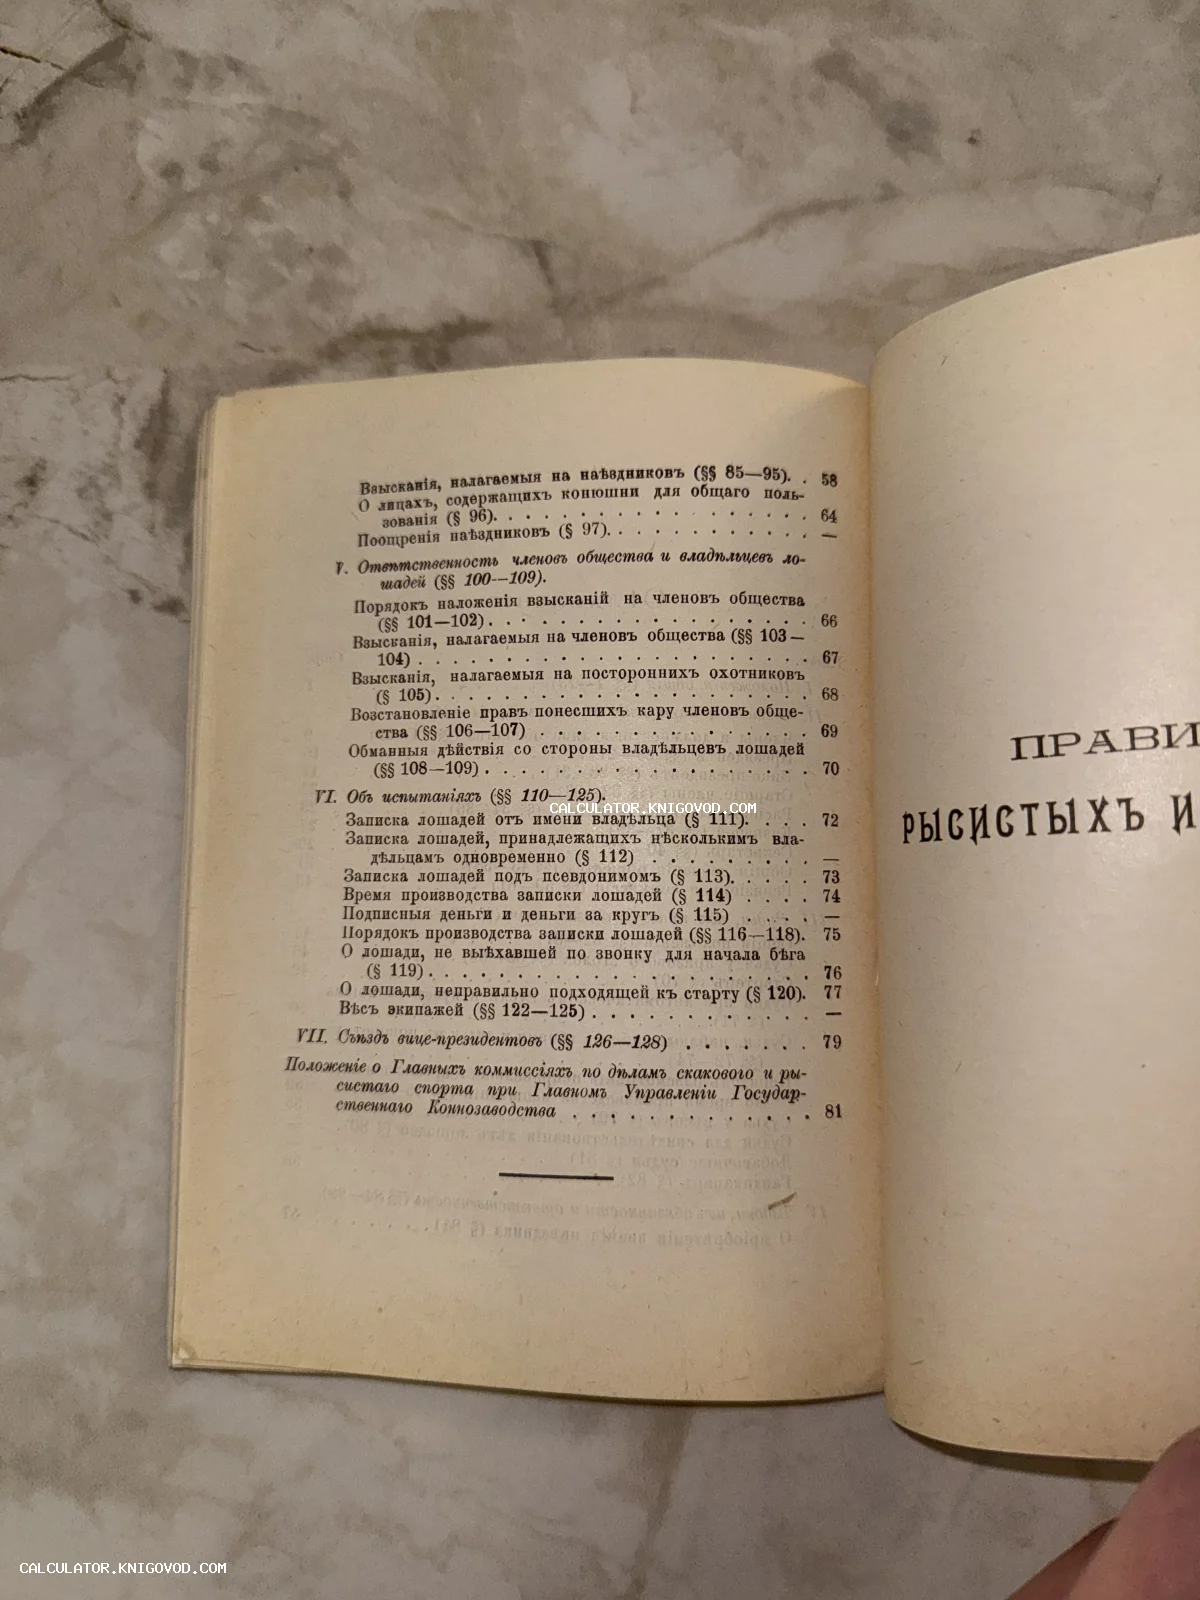 Взысканія, налагаемыя на наѣздниковъ (§§ 85—95). . 58
О лицахъ, содержащихъ конюшни для общаго поль-
зованія (§ 96). . . . . . . . . . . . . . . . 64
Поощренія наѣздниковъ (§ 97). . . . . . . . . . . —
V. Отвѣтственность членовъ общества и владѣльцевъ ло-
шадей (§§ 100—109).
Порядокъ наложенія взысканій на членовъ общества
(§§ 101—102). . . . . . . . . . . . . . . . . 66
Взысканія, налагаемыя на членовъ общества (§§ 103—
104) . . . . . . . . . . . . . . . . . . . . 67
Взысканія, налагаемыя на постороннихъ охотниковъ
(§ 105). . . . . . . . . . . . . . . . . . . 68
Возстановленіе правъ понесшихъ кару членовъ обще-
ства (§§ 106—107) . . . . . . . . . . . . . . 69
Обманныя дѣйствія со стороны владѣльцевъ лошадей
(§§ 108—109) . . . . . . . . . . . . . . . . 70
VI. Объ испытаніяхъ (§§ 110—125).
CALCULATOR.KNIGOVOD.COM
Записка лошадей отъ имени владѣльца (§ 111). . . . 72
Записка лошадей, принадлежащихъ нѣсколькимъ вла-
дѣльцамъ одновременно (§ 112) . . . . . . . . . —
Записка лошадей подъ псевдонимомъ (§ 113). . . . . 73
Время производства записки лошадей (§ 114) . . . . 74
Подписныя деньги и деньги за кругъ (§ 115) . . . . —
Порядокъ производства записки лошадей (§§ 116—118). 75
О лошади, не выѣхавшей по звонку для начала бѣга
(§ 119) . . . . . . . . . . . . . . . . . . . 76
О лошади, неправильно подходящей къ старту (§ 120). 77
Вѣсъ экипажей (§§ 122—125) . . . . . . . . . . . —
VII. Съѣздъ вице-президентовъ (§§ 126—128) . . . . . . . 79
Положеніе о Главныхъ коммиссіяхъ по дѣламъ скакового и ры-
систаго спорта при Главномъ Управленіи Государ-
ственнаго Коннозаводства . . . . . . . . . . . . . 81
ПРАВИ
РЫСИСТЫХЪ И
CALCULATOR.KNIGOVOD.COM